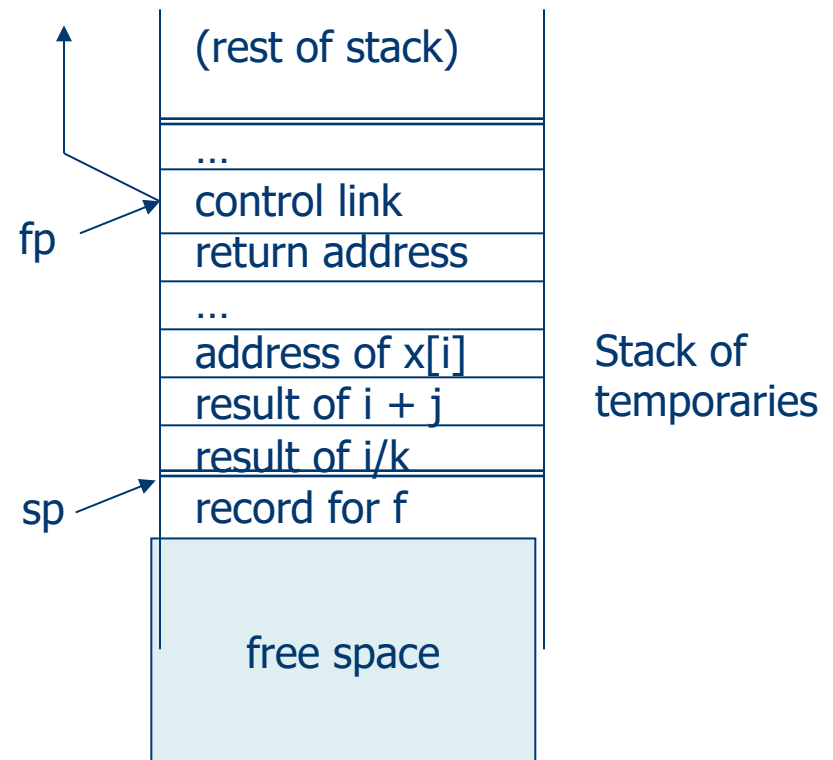 (rest of stack)
...
control link
fp
return address
...
address of x[i]
Stack of
result of i + j
temporaries
result of i/k
sp
record for f
free space